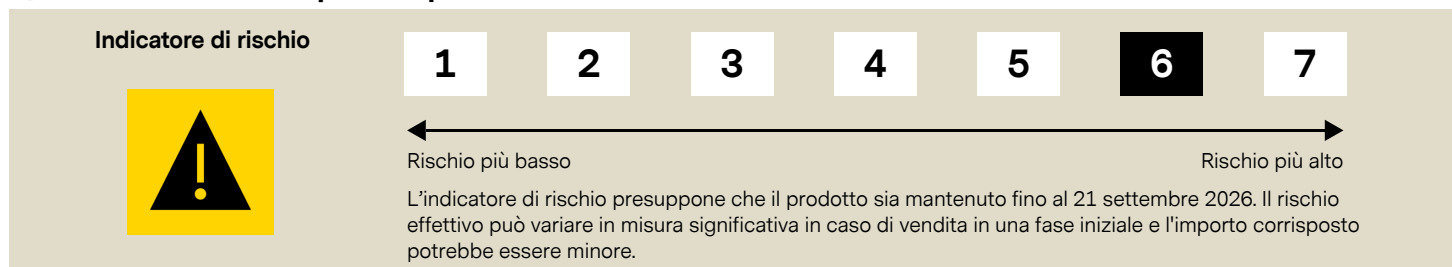 Indicatore di rischio
1 2 3 4 5 6 7
Rischio più basso Rischio più alto
L'indicatore di rischio presuppone che il prodotto sia mantenuto fino al 21 settembre 2026. Il rischio
effettivo può variare in misura significativa in caso di vendita in una fase iniziale e l'importo corrisposto
potrebbe essere minore.